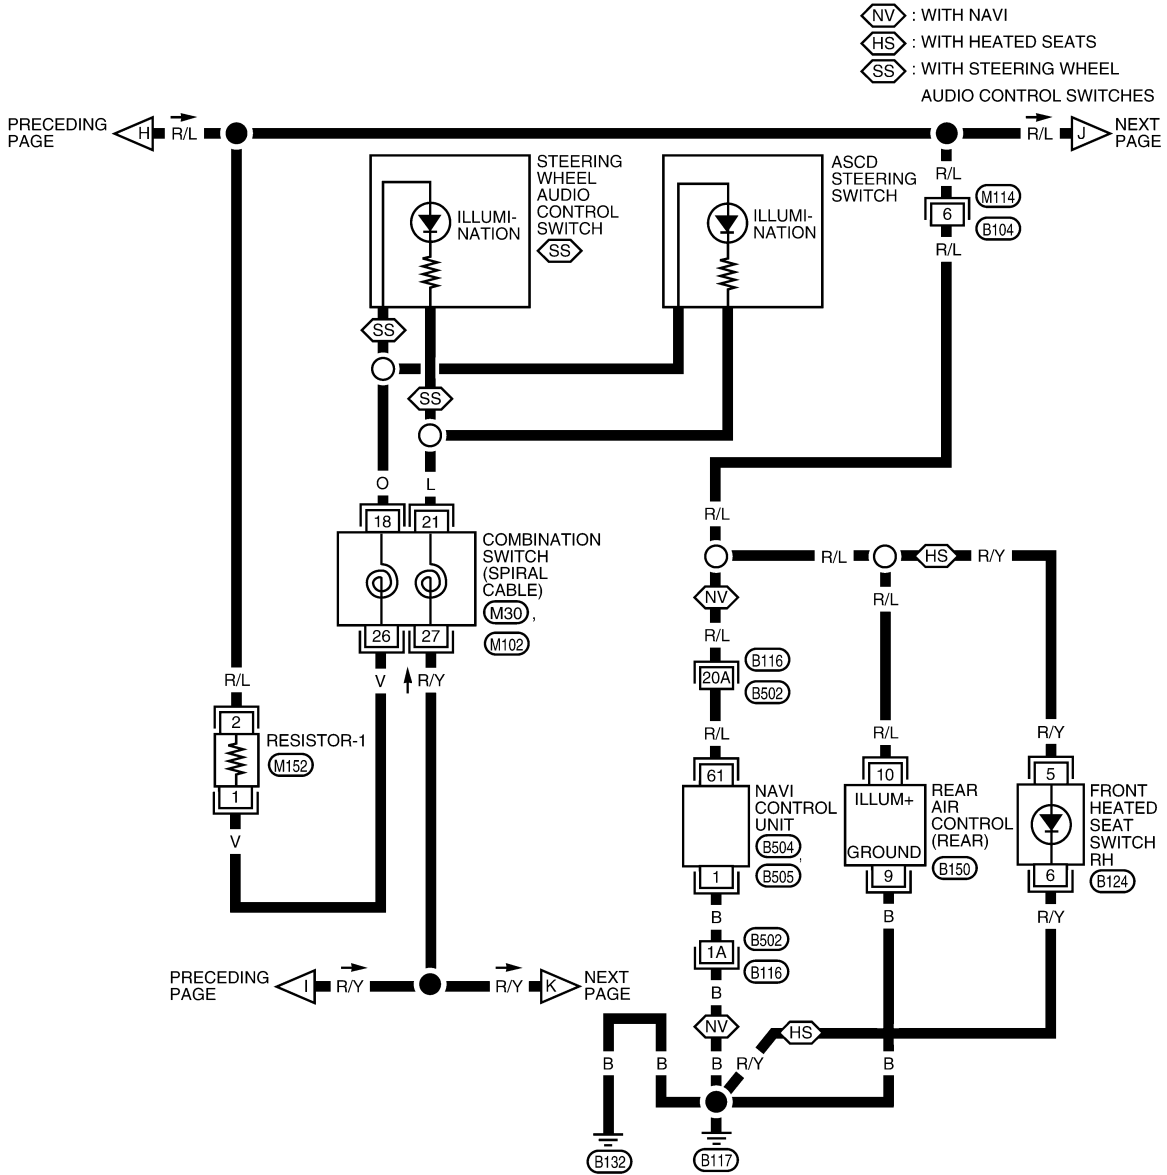 NV : WITH NAVI
HS : WITH HEATED SEATS
SS : WITH STEERING WHEEL
AUDIO CONTROL SWITCHES
PRECEDING
PAGE
H
R/L
R/L
J
NEXT
PAGE
STEERING
WHEEL
AUDIO
CONTROL
SWITCH
SS
ILLUMI-
NATION
ASCD
STEERING
SWITCH
ILLUMI-
NATION
R/L
6
M114
B104
R/L
SS
SS
O
L
18
21
COMBINATION
SWITCH
(SPIRAL
CABLE)
M30 ,
M102
26
27
V
R/Y
R/L
2
RESISTOR-1
M152
1
V
R/L
R/L
HS
R/Y
NV
R/L
R/L
20A
B116
B502
R/L
R/L
R/Y
61
NAVI
CONTROL
UNIT
B504 ,
B505
1
10
ILLUM+
GROUND
9
REAR
AIR
CONTROL
(REAR)
B150
5
FRONT
HEATED
SEAT
SWITCH
RH
B124
6
B
B
R/Y
1A
B502
B116
B
NV
HS
PRECEDING
PAGE
I
R/Y
R/Y
K
NEXT
PAGE
B
B
B
R/Y
B
B132
B117